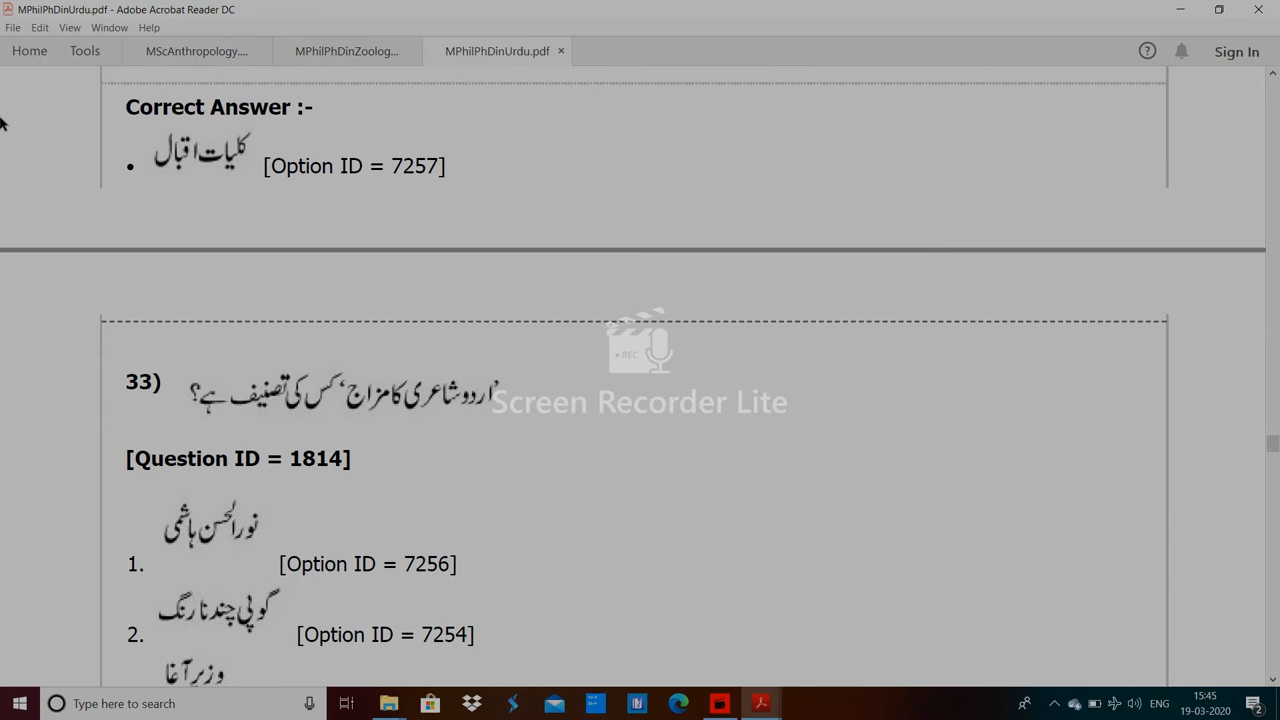 MPhilPhDinUrdu.pdf - Adobe Acrobat Reader DC
File Edit View Window Help
Home Tools MScAnthropology.... MPhilPhDinZoolog... MPhilPhDinUrdu.pdf × Sign In
Correct Answer :-
• کلیات اقبال [Option ID = 7257]
REC
33) ’اردو شاعری کا مزاج‘ کس کی تصنیف ہے؟
Screen Recorder Lite
[Question ID = 1814]
1. نورالحسن ہاشمی [Option ID = 7256]
2. گوپی چند نارنگ [Option ID = 7254]
وزیر آغا
Type here to search ENG 15:45
19-03-2020 2